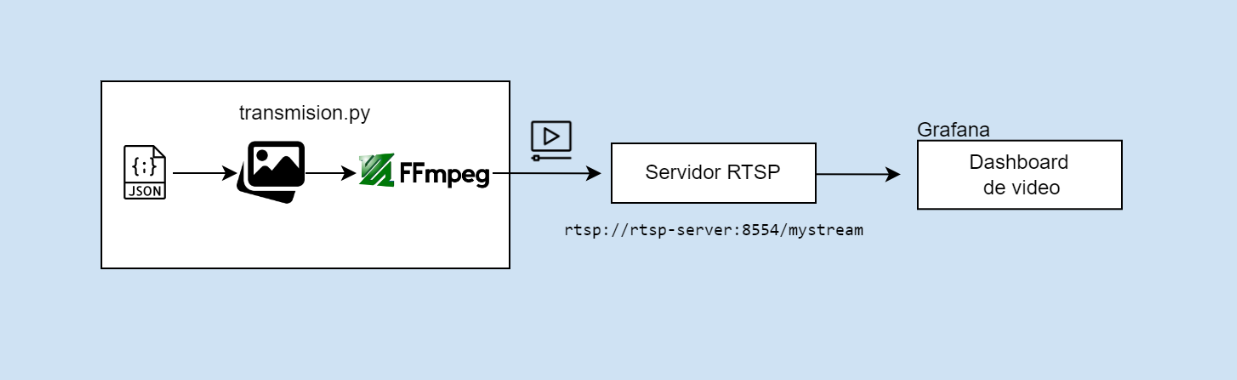 transmision.py
{;}
JSON
FFmpeg
Servidor RTSP
rtsp://rtsp-server:8554/mystream
Grafana
Dashboard
de video